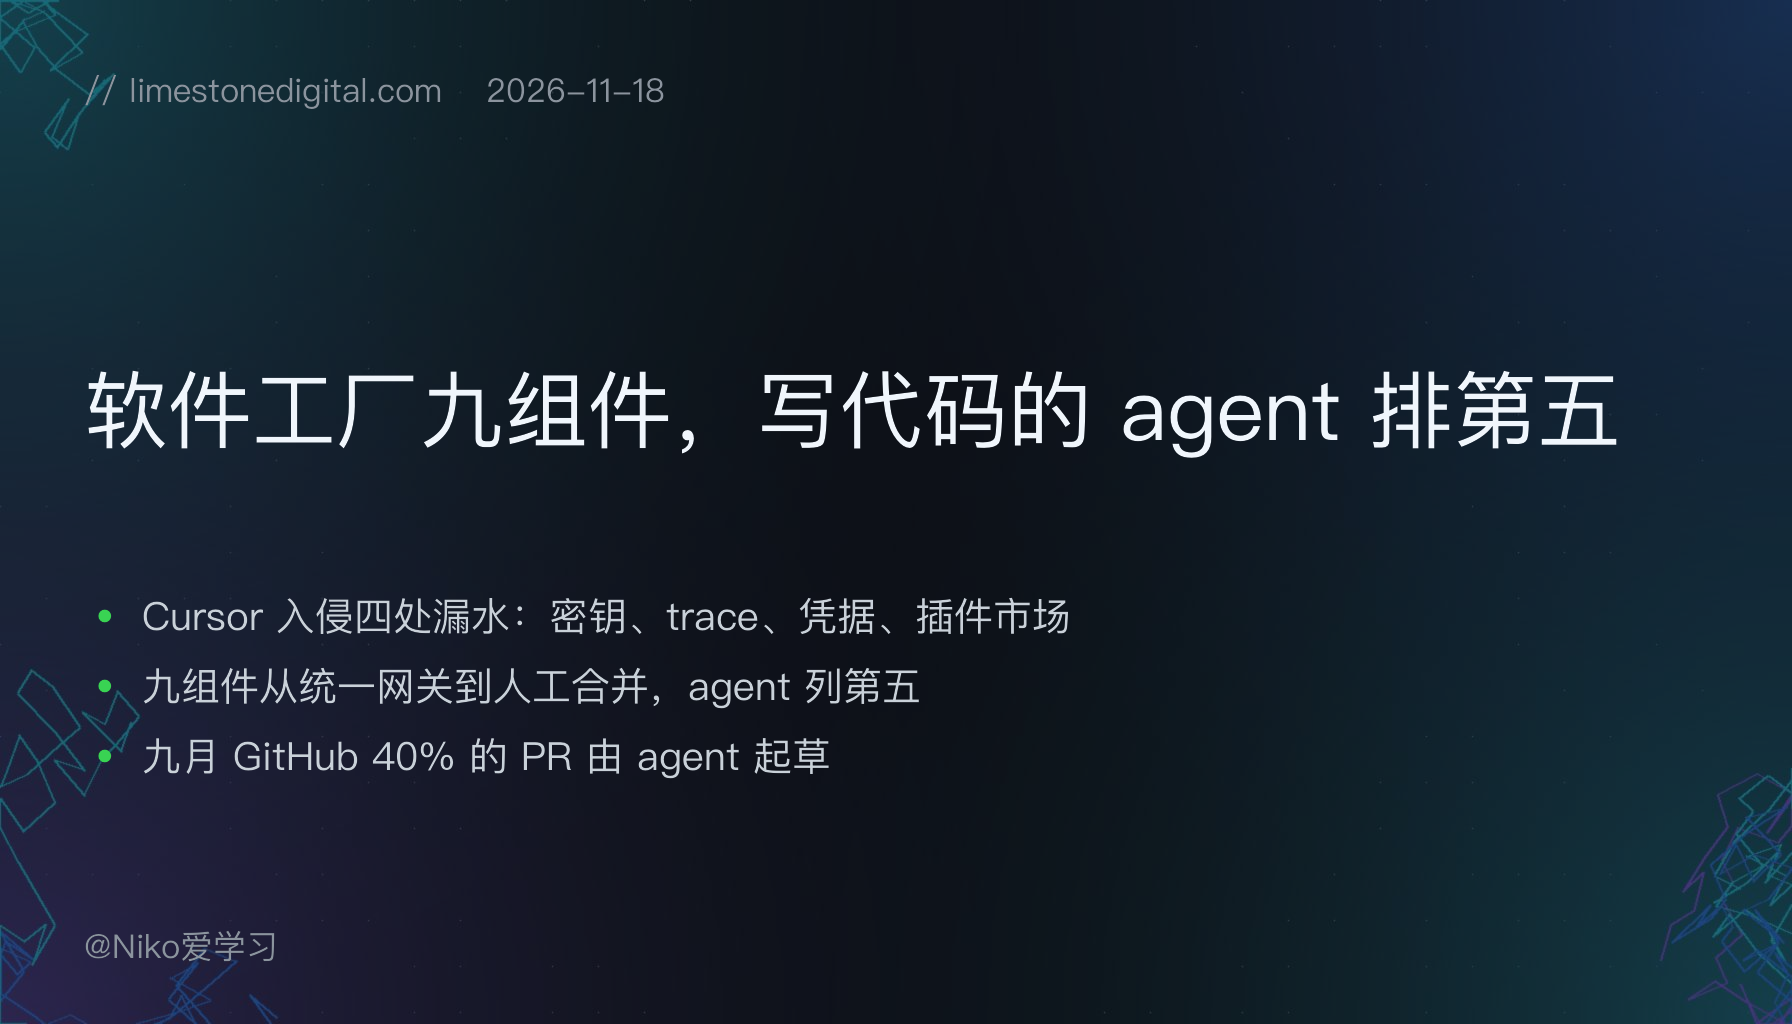 // limestonedigital.com 2026-11-18
软件工厂九组件，写代码的 agent 排第五
• Cursor 入侵四处漏水：密钥、trace、凭据、插件市场
• 九组件从统一网关到人工合并，agent 列第五
• 九月 GitHub 40% 的 PR 由 agent 起草
@Niko爱学习